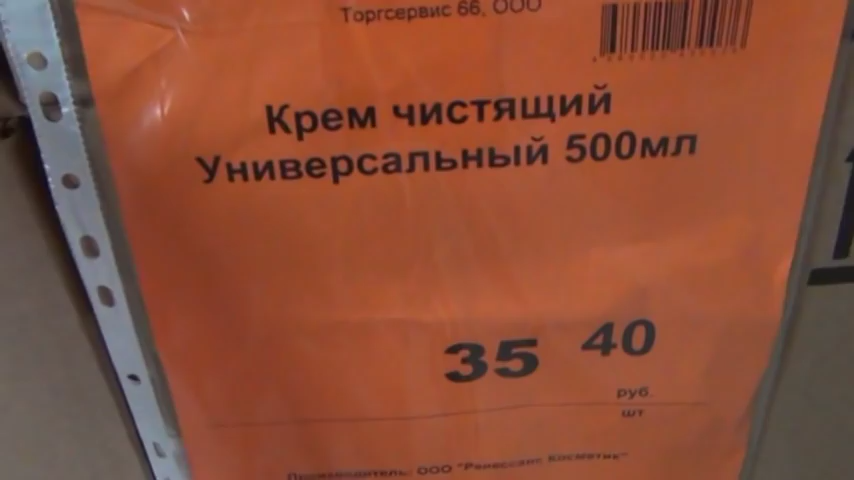 Торгсервис 66, ООО
Крем чистящий
Универсальный 500мл
35 40
руб.
шт
Производитель: ООО "Ренессанс Косметик"